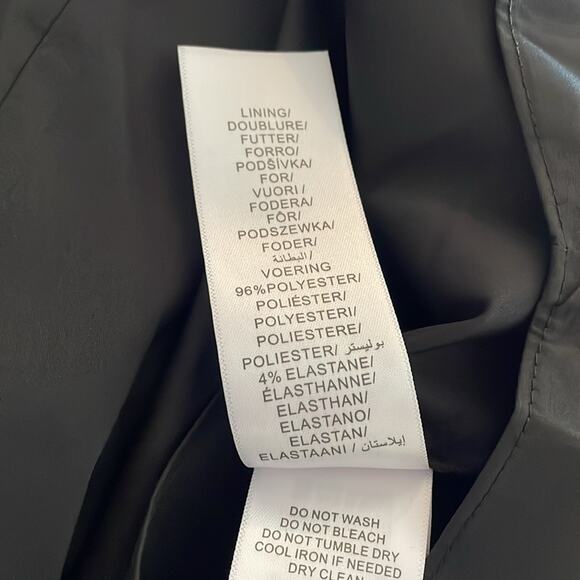 LINING/
DOUBLURE/
FUTTER/
FORRO/
PODŠÍVKA/
FOR/
VUORI /
FODERA/
FÔR/
PODSZEWKA/
FODER/
البطانة/
VOERING
96%POLYESTER/
POLIÉSTER/
POLYESTERI/
POLIESTERE/
POLIESTER/ بوليستر/
4% ELASTANE/
ÉLASTHANNE/
ELASTHAN/
ELASTANO/
ELASTAN/
ELASTAANI / إيلاستان/
DO NOT WASH
DO NOT BLEACH
DO NOT TUMBLE DRY
COOL IRON IF NEEDED
DRY CLEAN